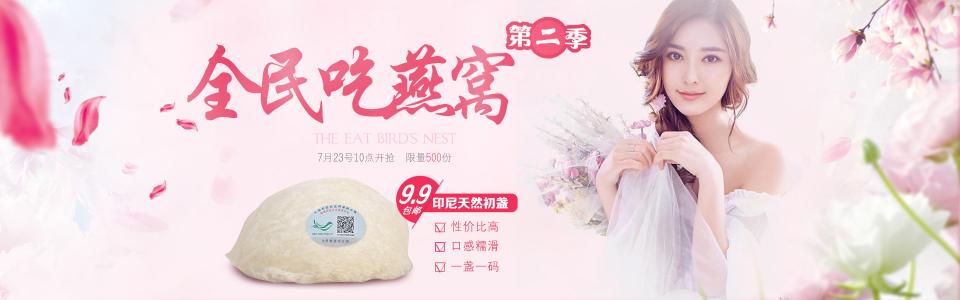 第二季
全民吃燕窝
THE EAT BIRD'S NEST
7月23号10点开抢 限量500份
9.9
包邮
印尼天然初盏
性价比高
口感糯滑
一盏一码